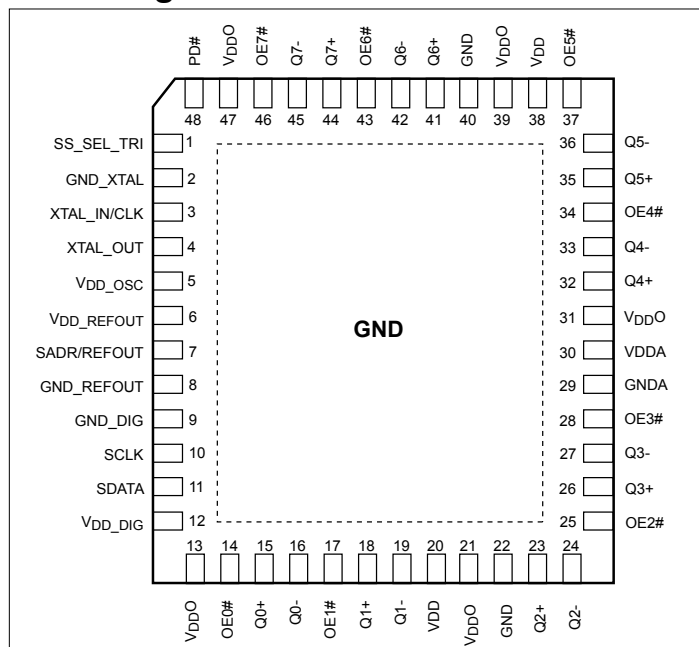 PD#
VDDO
OE7#
Q7-
Q7+
OE6#
Q6-
Q6+
GND
VDDO
VDD
OE5#
48 47 46 45 44 43 42 41 40 39 38 37
SS_SEL_TRI 1
GND_XTAL 2
XTAL_IN/CLK 3
XTAL_OUT 4
VDD_OSC 5
VDD_REFOUT 6
SADR/REFOUT 7
GND_REFOUT 8
GND_DIG 9
SCLK 10
SDATA 11
VDD_DIG 12
GND
36 Q5-
35 Q5+
34 OE4#
33 Q4-
32 Q4+
31 VDDO
30 VDDA
29 GNDA
28 OE3#
27 Q3-
26 Q3+
25 OE2#
13 14 15 16 17 18 19 20 21 22 23 24
VDDO
OE0#
Q0+
Q0-
OE1#
Q1+
Q1-
VDD
VDDO
GND
Q2+
Q2-